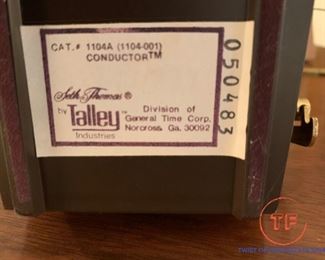 CAT.# 1104A (1104-001)
CONDUCTOR™
Seth Thomas®
by Talley™
Industries
Division of
General Time Corp.
Norcross, Ga. 30092
050483
TF